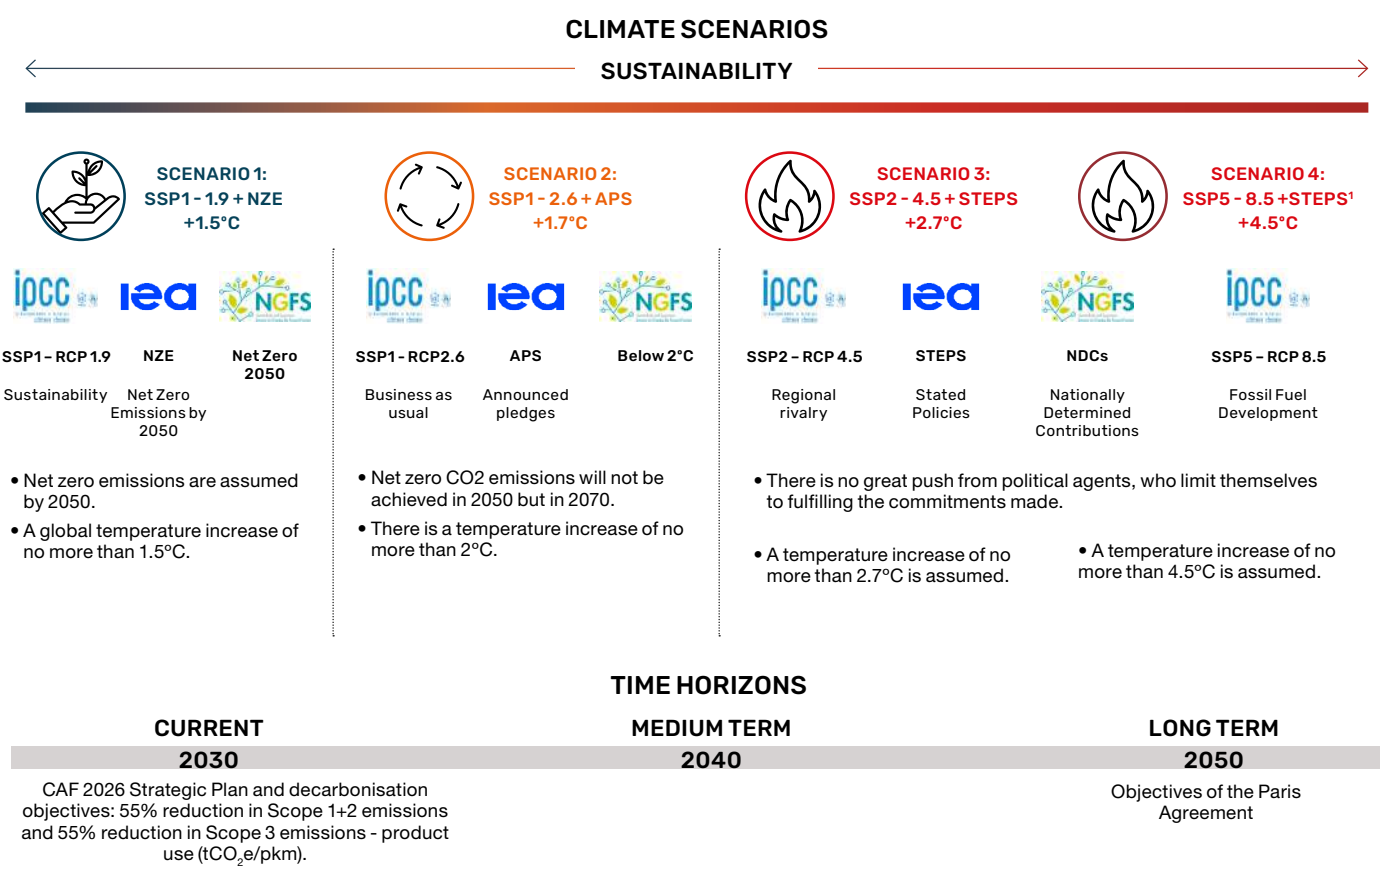 CLIMATE SCENARIOS
SUSTAINABILITY
SCENARIO 1:
SSP1 - 1.9 + NZE
+1.5°C
SCENARIO 2:
SSP1 - 2.6 + APS
+1.7°C
SCENARIO 3:
SSP2 - 4.5 + STEPS
+2.7°C
SCENARIO 4:
SSP5 - 8.5 +STEPS¹
+4.5°C
ipcc
iea
NGFS
ipcc
iea
NGFS
ipcc
iea
NGFS
ipcc
SSP1 – RCP 1.9
Sustainability
NZE
Net Zero
Emissions by
2050
Net Zero
2050
SSP1 - RCP2.6
Business as
usual
APS
Announced
pledges
Below 2ºC
SSP2 – RCP 4.5
Regional
rivalry
STEPS
Stated
Policies
NDCs
Nationally
Determined
Contributions
SSP5 – RCP 8.5
Fossil Fuel
Development
• Net zero emissions are assumed
by 2050.
• A global temperature increase of
no more than 1.5ºC.
• Net zero CO2 emissions will not be
achieved in 2050 but in 2070.
• There is a temperature increase of no
more than 2ºC.
• There is no great push from political agents, who limit themselves
to fulfilling the commitments made.
• A temperature increase of no
more than 2.7ºC is assumed.
• A temperature increase of no
more than 4.5ºC is assumed.
TIME HORIZONS
CURRENT
2030
CAF 2026 Strategic Plan and decarbonisation
objectives: 55% reduction in Scope 1+2 emissions
and 55% reduction in Scope 3 emissions - product
use (tCO₂e/pkm).
MEDIUM TERM
2040
LONG TERM
2050
Objectives of the Paris
Agreement